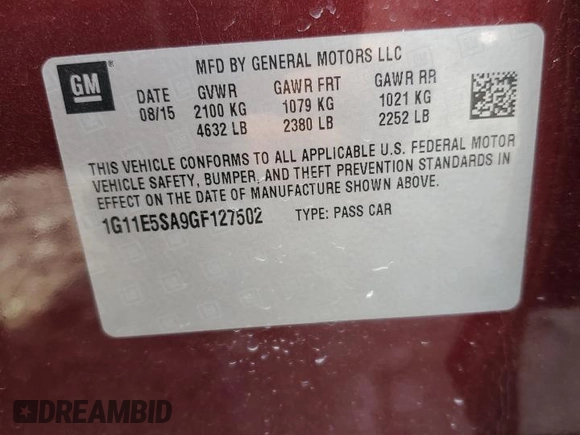 GM
MFD BY GENERAL MOTORS LLC
DATE GVWR GAWR FRT GAWR RR
08/15 2100 KG 1079 KG 1021 KG
4632 LB 2380 LB 2252 LB
THIS VEHICLE CONFORMS TO ALL APPLICABLE U.S. FEDERAL MOTOR
VEHICLE SAFETY, BUMPER, AND THEFT PREVENTION STANDARDS IN
EFFECT ON THE DATE OF MANUFACTURE SHOWN ABOVE.
1G11E5SA9GF127502 TYPE: PASS CAR
DREAMBID